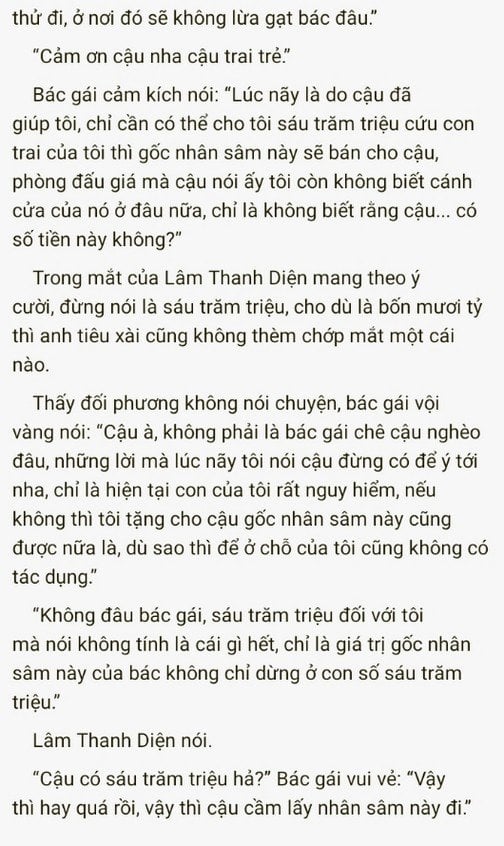 thử đi, ở nơi đó sẽ không lừa gạt bác đâu.”
“Cảm ơn cậu nha cậu trai trẻ.”
Bác gái cảm kích nói: “Lúc nãy là do cậu đã
giúp tôi, chỉ cần có thể cho tôi sáu trăm triệu cứu con
trai của tôi thì gốc nhân sâm này sẽ bán cho cậu,
phòng đấu giá mà cậu nói ấy tôi còn không biết cánh
cửa của nó ở đâu nữa, chỉ là không biết rằng cậu... có
số tiền này không?”
Trong mắt của Lâm Thanh Diện mang theo ý
cười, đừng nói là sáu trăm triệu, cho dù là bốn mươi tỷ
thì anh tiêu xài cũng không thèm chớp mắt một cái
nào.
Thấy đối phương không nói chuyện, bác gái vội
vàng nói: “Cậu à, không phải là bác gái chê cậu nghèo
đâu, những lời mà lúc nãy tôi nói cậu đừng có để ý tới
nha, chỉ là hiện tại con của tôi rất nguy hiểm, nếu
không thì tôi tặng cho cậu gốc nhân sâm này cũng
được nữa là, dù sao thì để ở chỗ của tôi cũng không có
tác dụng.”
“Không đâu bác gái, sáu trăm triệu đối với tôi
mà nói không tính là cái gì hết, chỉ là giá trị gốc nhân
sâm này của bác không chỉ dừng ở con số sáu trăm
triệu.”
Lâm Thanh Diện nói.
“Cậu có sáu trăm triệu hả?” Bác gái vui vẻ: “Vậy
thì hay quá rồi, vậy thì cậu cầm lấy nhân sâm này đi.”